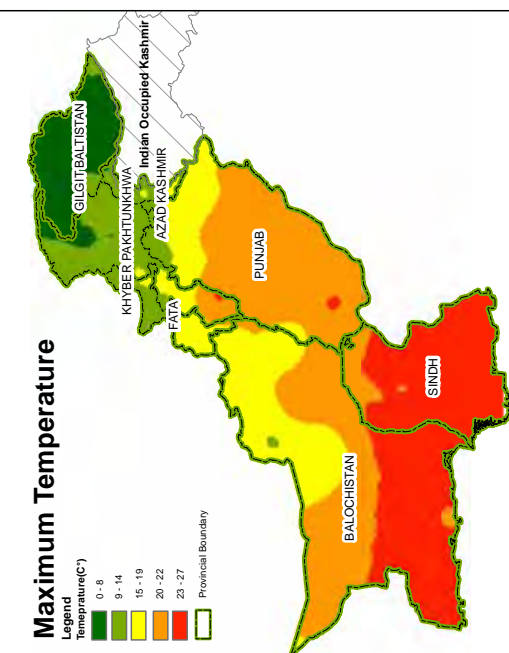 Maximum Temperature
Legend
Temeprature(C°)
0 - 8
9 - 14
15 - 19
20 - 22
23 - 27
Provincial Boundary
GILGIT BALTISTAN
Indian Occupied Kashmir
KHYBER PAKHTUNKHWA
AZAD KASHMIR
FATA
PUNJAB
BALOCHISTAN
SINDH